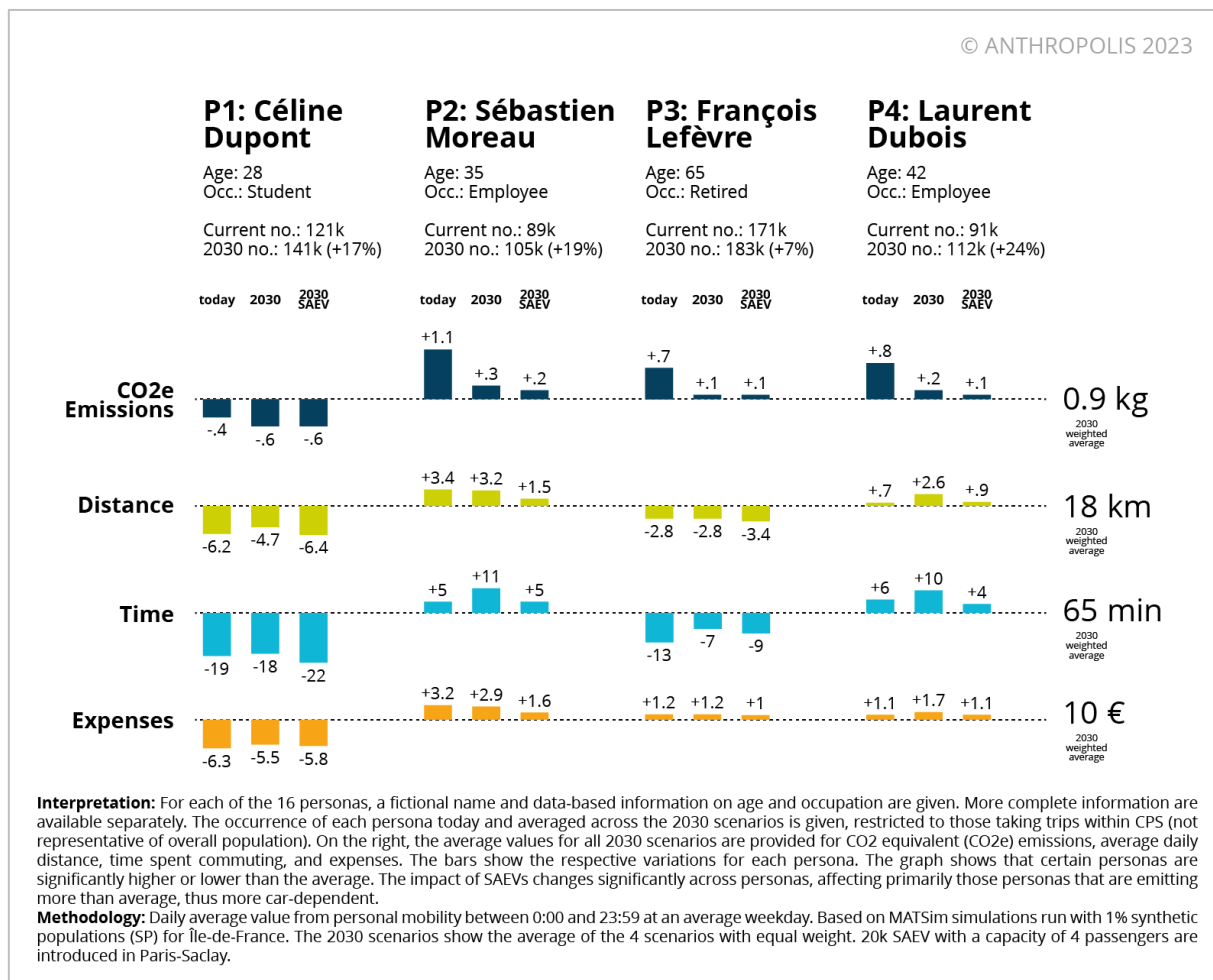 © ANTHROPOLIS 2023
P1: Céline
Dupont
Age: 28
Occ.: Student
Current no.: 121k
2030 no.: 141k (+17%)
P2: Sébastien
Moreau
Age: 35
Occ.: Employee
Current no.: 89k
2030 no.: 105k (+19%)
P3: François
Lefèvre
Age: 65
Occ.: Retired
Current no.: 171k
2030 no.: 183k (+7%)
P4: Laurent
Dubois
Age: 42
Occ.: Employee
Current no.: 91k
2030 no.: 112k (+24%)
today 2030 2030 SAEV today 2030 2030 SAEV today 2030 2030 SAEV today 2030 2030 SAEV
CO2e
Emissions
-.4 -.6 -.6 +1.1 +.3 +.2 +.7 +.1 +.1 +.8 +.2 +.1
0.9 kg
2030
weighted
average
Distance
-6.2 -4.7 -6.4 +3.4 +3.2 +1.5 -2.8 -2.8 -3.4 +.7 +2.6 +.9
18 km
2030
weighted
average
Time
-19 -18 -22 +5 +11 +5 -13 -7 -9 +6 +10 +4
65 min
2030
weighted
average
Expenses
-6.3 -5.5 -5.8 +3.2 +2.9 +1.6 +1.2 +1.2 +1 +1.1 +1.7 +1.1
10 €
2030
weighted
average
Interpretation: For each of the 16 personas, a fictional name and data-based information on age and occupation are given. More complete information are
available separately. The occurrence of each persona today and averaged across the 2030 scenarios is given, restricted to those taking trips within CPS (not
representative of overall population). On the right, the average values for all 2030 scenarios are provided for CO2 equivalent (CO2e) emissions, average daily
distance, time spent commuting, and expenses. The bars show the respective variations for each persona. The graph shows that certain personas are
significantly higher or lower than the average. The impact of SAEVs changes significantly across personas, affecting primarily those personas that are emitting
more than average, thus more car-dependent.
Methodology: Daily average value from personal mobility between 0:00 and 23:59 at an average weekday. Based on MATSim simulations run with 1% synthetic
populations (SP) for Île-de-France. The 2030 scenarios show the average of the 4 scenarios with equal weight. 20k SAEV with a capacity of 4 passengers are
introduced in Paris-Saclay.